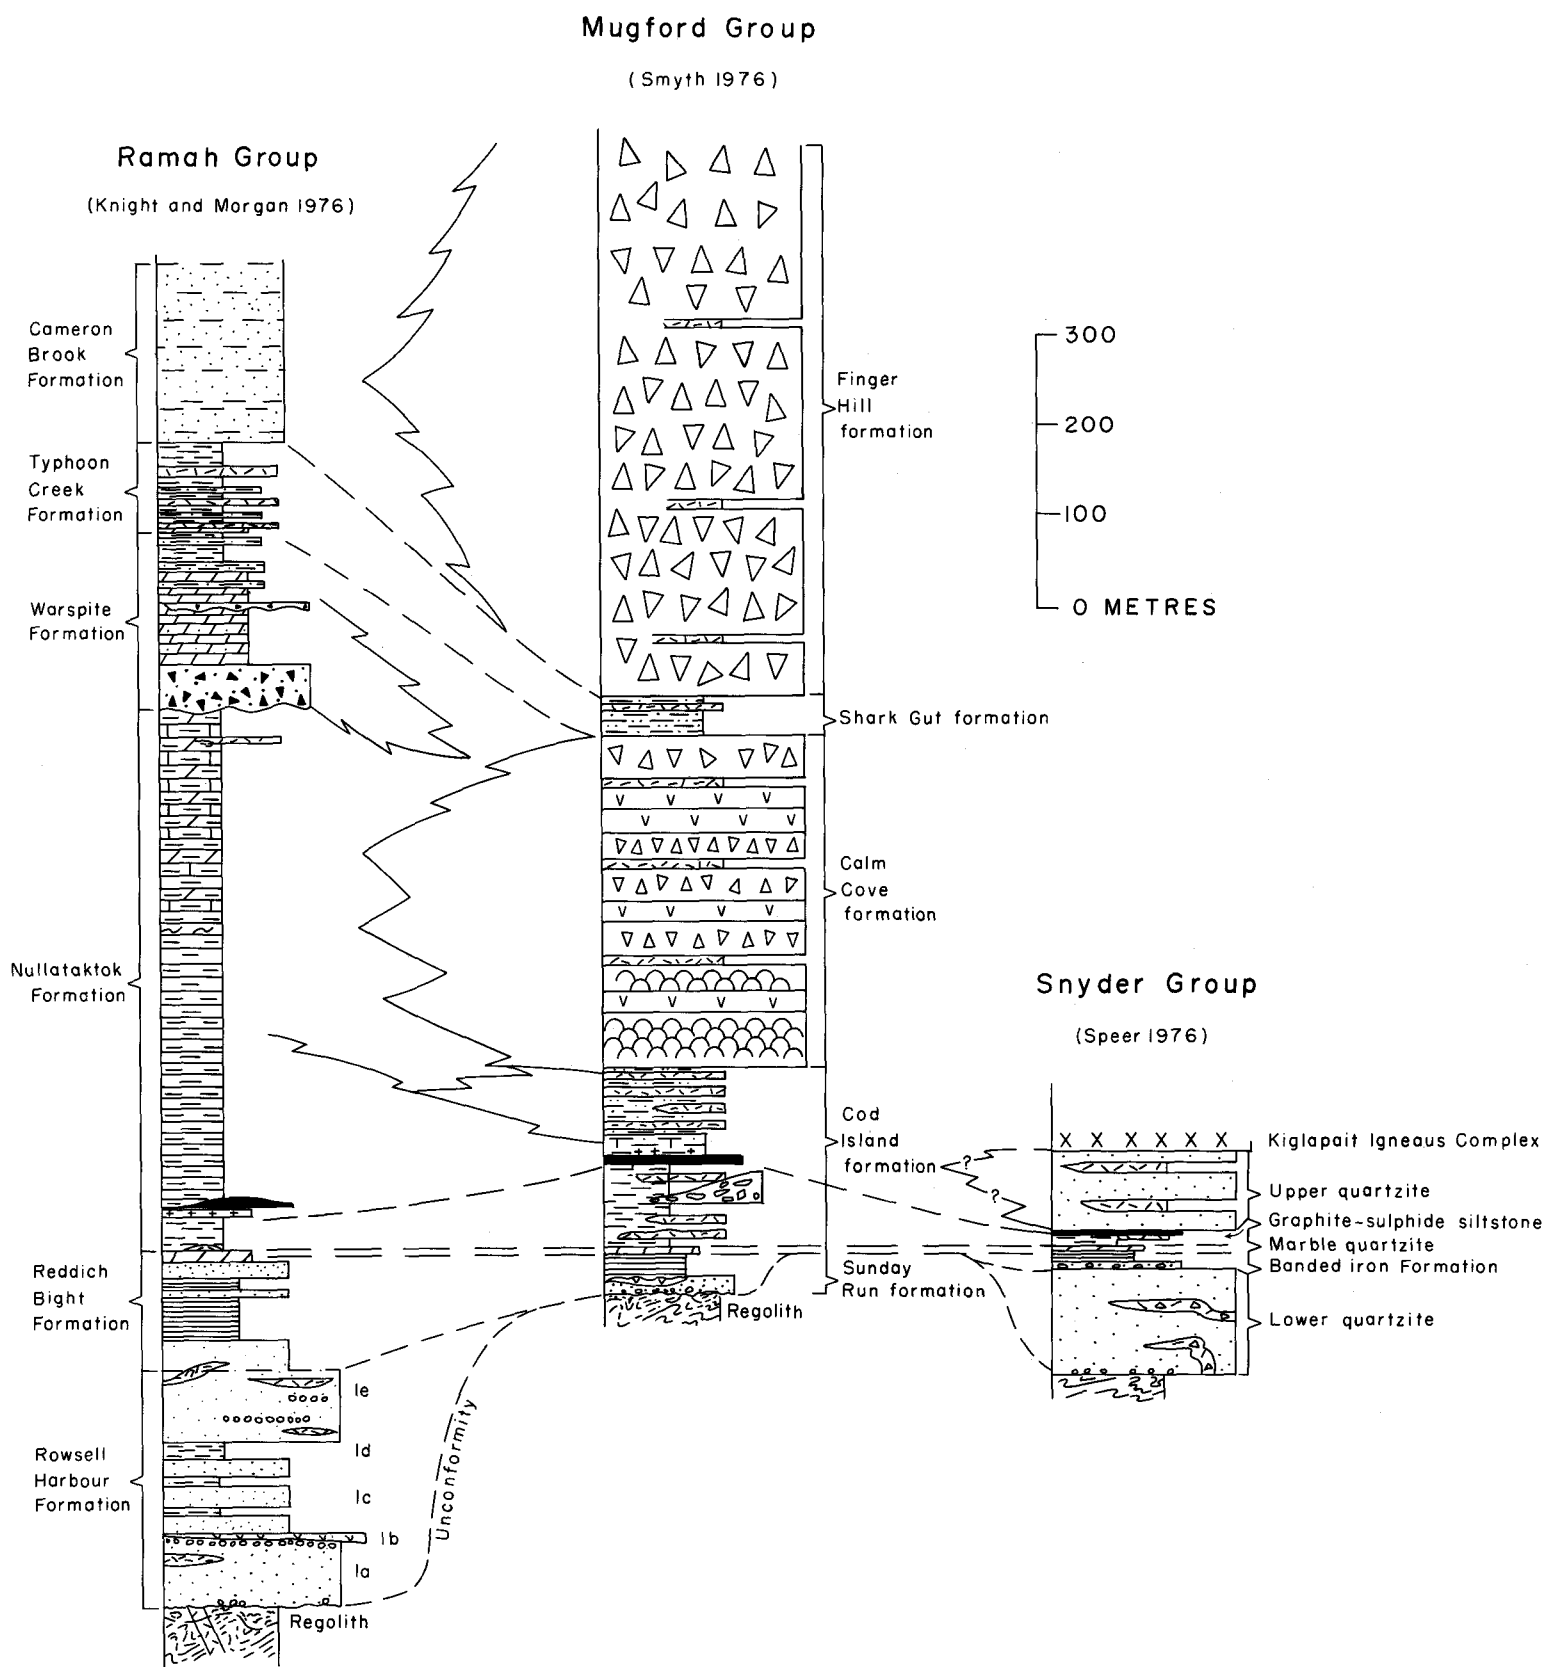 Mugford Group
(Smyth 1976)
Ramah Group
(Knight and Morgan 1976)
Cameron
Brook
Formation
Typhoon
Creek
Formation
Warspite
Formation
Nullataktok
Formation
Reddich
Bight
Formation
Rowsell
Harbour
Formation
Ie
Id
Ic
Ib
Ia
Regolith
Unconformity
Finger
Hill
formation
Shark Gut formation
Calm
Cove
formation
Cod
Island
formation
Sunday
Run formation
Regolith
300
200
100
0 METRES
Snyder Group
(Speer 1976)
?
?
X X X X X X
Kiglapait Igneous Complex
Upper quartzite
Graphite-sulphide siltstone
Marble quartzite
Banded iron Formation
Lower quartzite